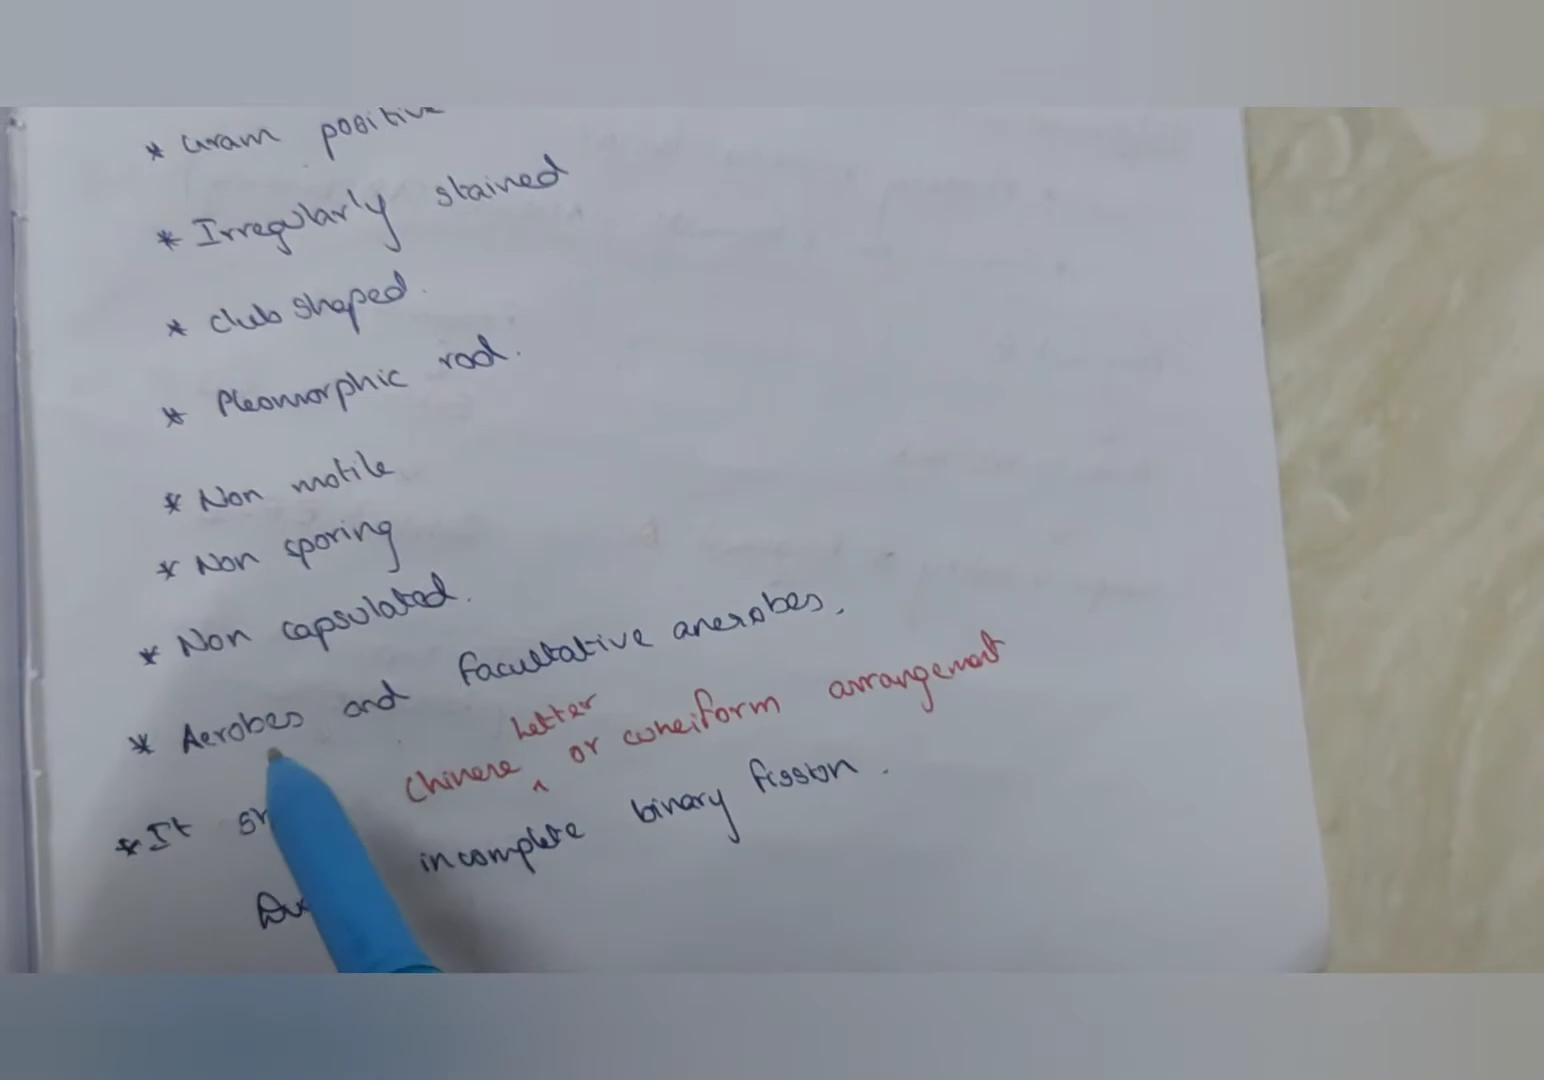 * Gram positive
* Irregularly stained
* Club shaped.
* Pleomorphic rod.
* Non motile
* Non sporing
* Non capsulated.
* Aerobes and facultative anerobes.
letter
* It chinese ^ or cuneiform arrangement
incomplete binary fission.